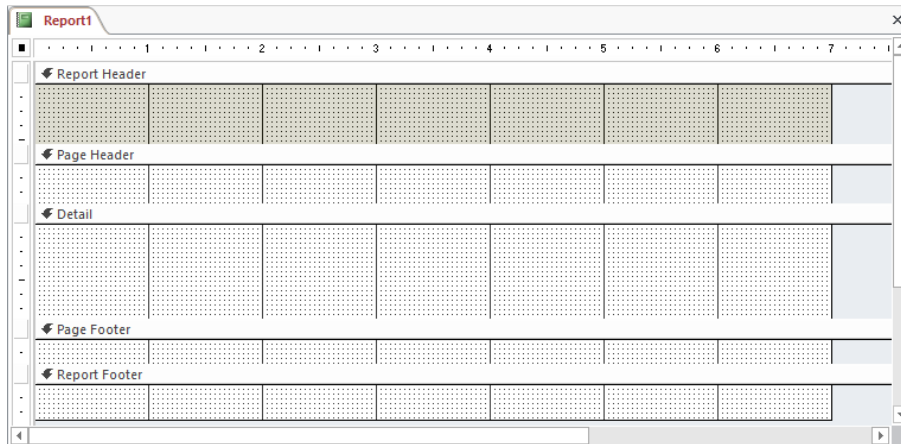 Report1
1 2 3 4 5 6 7
Report Header
Page Header
Detail
Page Footer
Report Footer